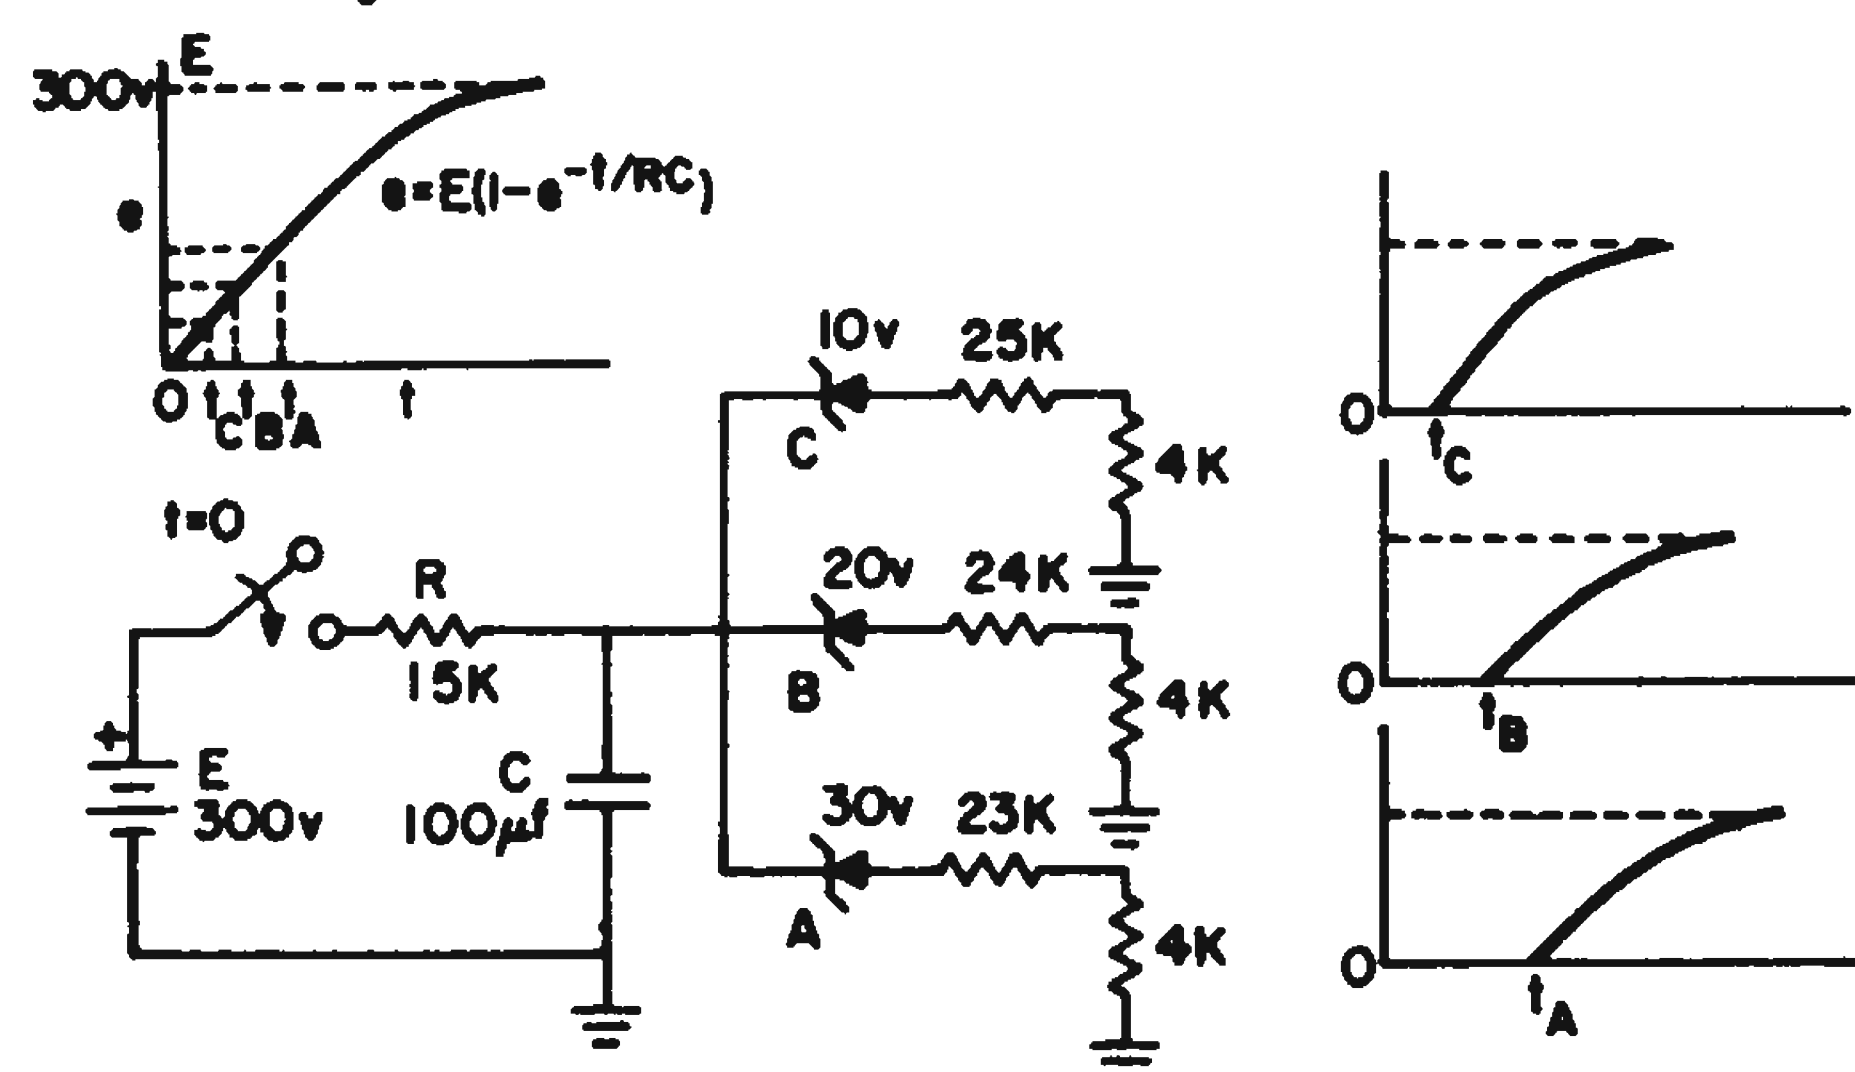 E
300v
e
e=E(1-e^-t/RC)
0 tC tB tA t
t=0
R
15K
+
E
300v
C
100µf
10v 25K
C
4K
20v 24K
B
4K
30v 23K
A
4K
0
tC
0
tB
0
tA